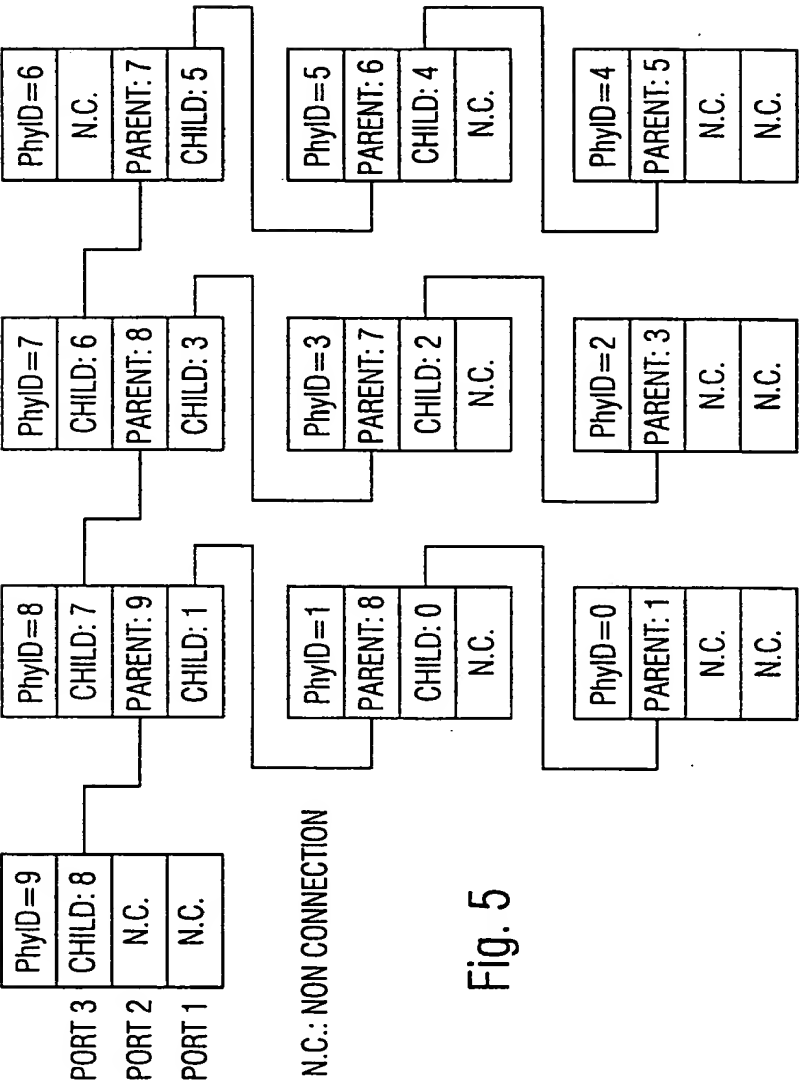 PORT 3
PORT 2
PORT 1
PhyID=9
CHILD: 8
N.C.
N.C.
PhyID=8
CHILD: 7
PARENT: 9
CHILD: 1
PhyID=7
CHILD: 6
PARENT: 8
CHILD: 3
PhyID=6
N.C.
PARENT: 7
CHILD: 5
PhyID=1
PARENT: 8
CHILD: 0
N.C.
PhyID=3
PARENT: 7
CHILD: 2
N.C.
PhyID=5
PARENT: 6
CHILD: 4
N.C.
PhyID=0
PARENT: 1
N.C.
N.C.
PhyID=2
PARENT: 3
N.C.
N.C.
PhyID=4
PARENT: 5
N.C.
N.C.
N.C.: NON CONNECTION
Fig. 5